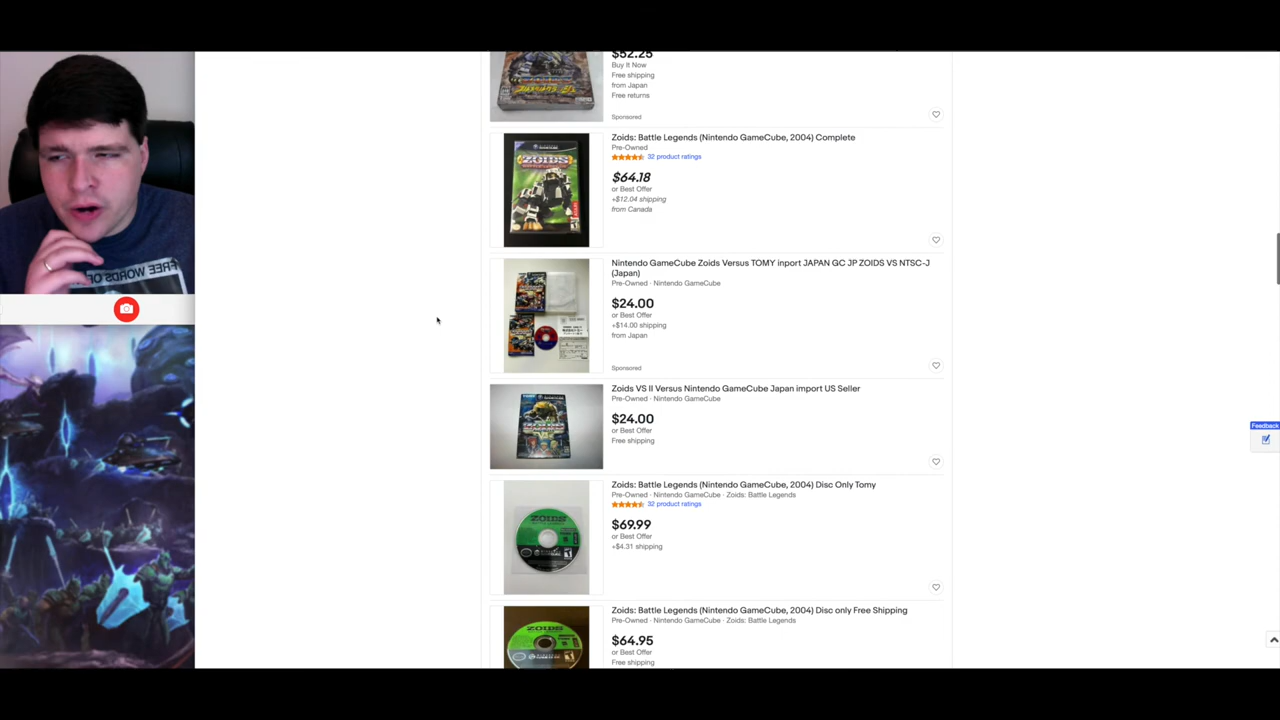 $52.25
Buy It Now
Free shipping
from Japan
Free returns
Sponsored
Zoids: Battle Legends (Nintendo GameCube, 2004) Complete
Pre-Owned
32 product ratings
$64.18
or Best Offer
+$12.04 shipping
from Canada
ZOIDS
Nintendo GameCube Zoids Versus TOMY inport JAPAN GC JP ZOIDS VS NTSC-J
(Japan)
Pre-Owned · Nintendo GameCube
$24.00
or Best Offer
+$14.00 shipping
from Japan
Sponsored
Zoids VS II Versus Nintendo GameCube Japan import US Seller
Pre-Owned · Nintendo GameCube
$24.00
or Best Offer
Free shipping
Zoids: Battle Legends (Nintendo GameCube, 2004) Disc Only Tomy
Pre-Owned · Nintendo GameCube · Zoids: Battle Legends
32 product ratings
$69.99
or Best Offer
+$4.31 shipping
ZOIDS
Zoids: Battle Legends (Nintendo GameCube, 2004) Disc only Free Shipping
Pre-Owned · Nintendo GameCube · Zoids: Battle Legends
$64.95
or Best Offer
Free shipping
ZOIDS
Feedback
FREE WORDS OF